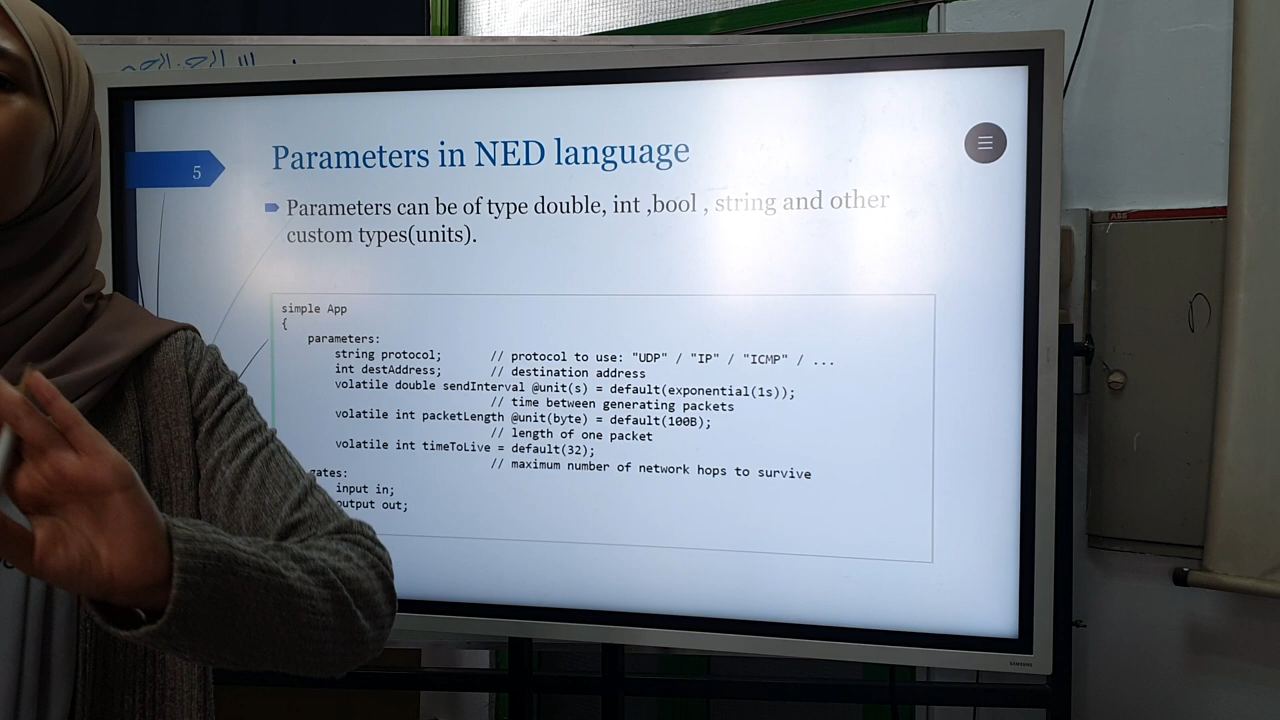 5
Parameters in NED language
Parameters can be of type double, int ,bool , string and other
custom types(units).
simple App
{
parameters:
string protocol; // protocol to use: "UDP" / "IP" / "ICMP" / ...
int destAddress; // destination address
volatile double sendInterval @unit(s) = default(exponential(1s));
// time between generating packets
volatile int packetLength @unit(byte) = default(100B);
// length of one packet
volatile int timeToLive = default(32);
// maximum number of network hops to survive
gates:
input in;
output out;
ABB
SAMSUNG